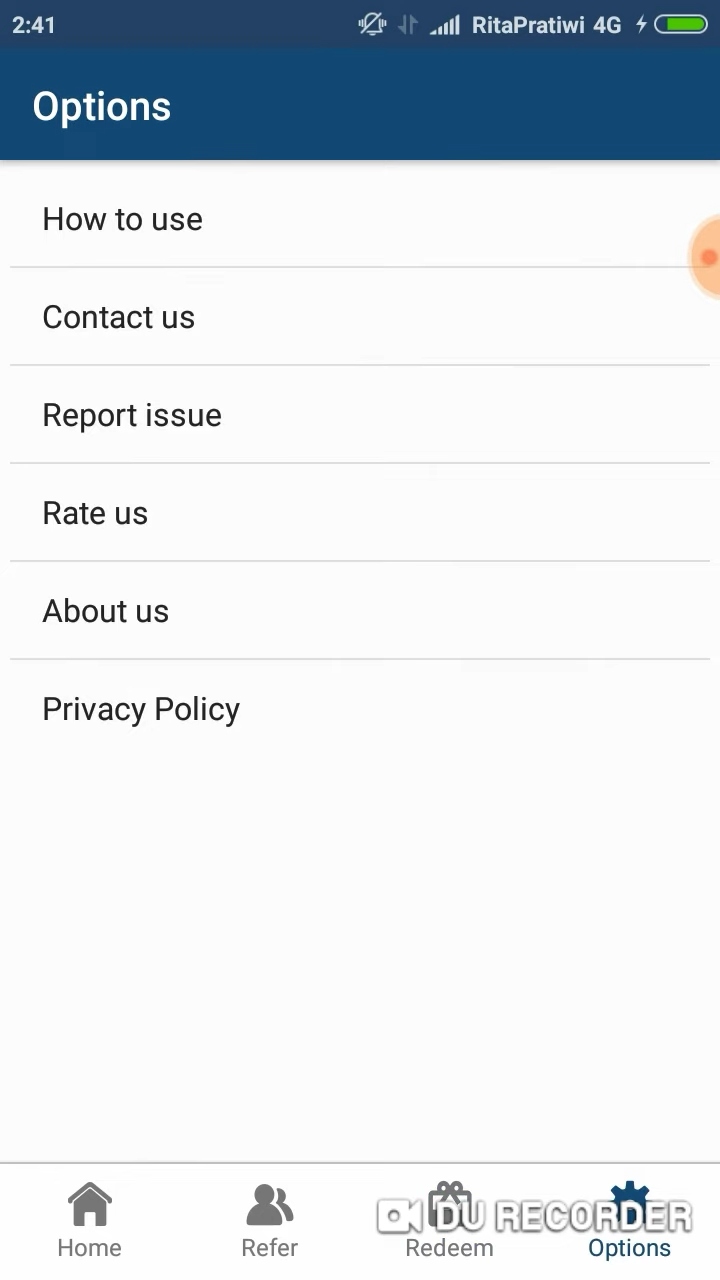 2:41 RitaPratiwi 4G
Options
How to use
Contact us
Report issue
Rate us
About us
Privacy Policy
DU RECORDER
Home Refer Redeem Options